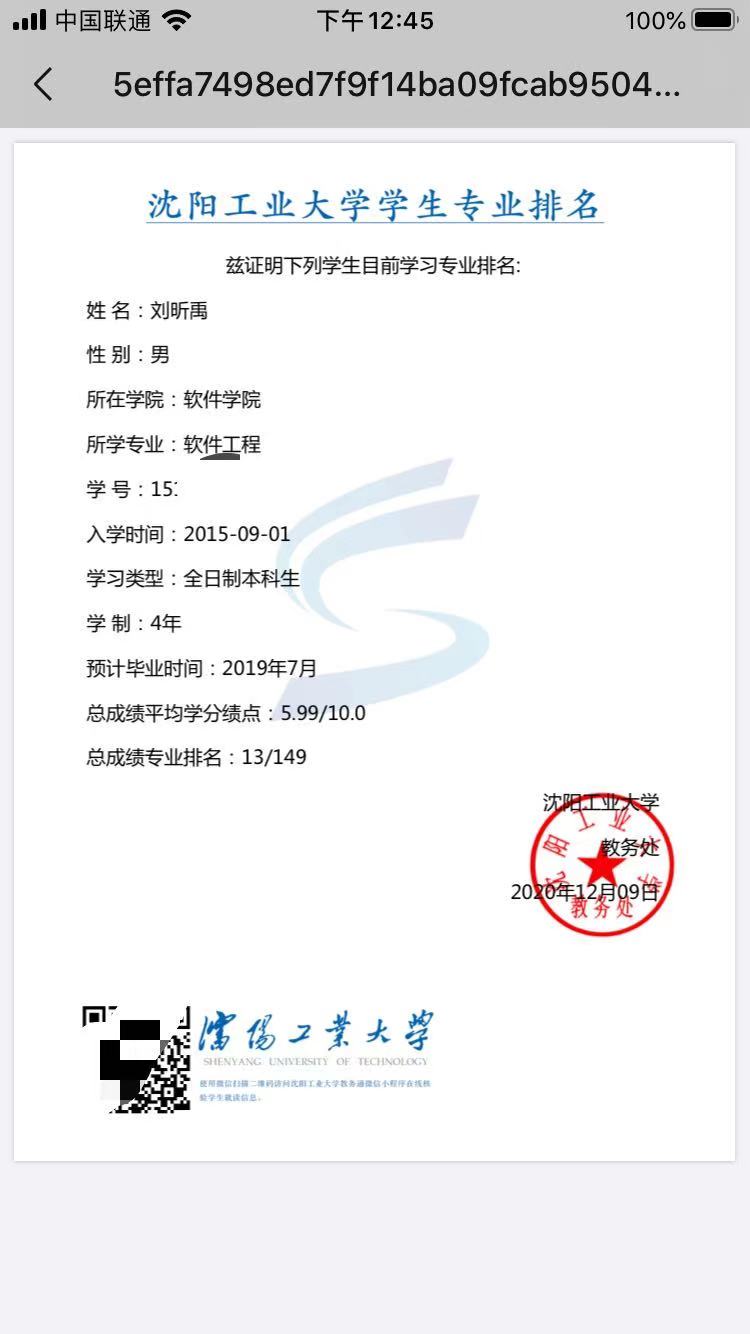 中国联通 下午12:45 100%
5effa7498ed7f9f14ba09fcab9504...
沈阳工业大学学生专业排名
兹证明下列学生目前学习专业排名:
姓 名：刘昕禹
性 别：男
所在学院：软件学院
所学专业：软件工程
学 号：15
入学时间：2015-09-01
学习类型：全日制本科生
学 制：4年
预计毕业时间：2019年7月
总成绩平均学分绩点：5.99/10.0
总成绩专业排名：13/149
沈阳工业大学
教务处
2020年12月09日
沈阳工业大学
教务处
瀋陽工業大學
SHENYANG UNIVERSITY OF TECHNOLOGY
使用微信扫描二维码访问沈阳工业大学教务通微信小程序在线核
验学生就读信息。